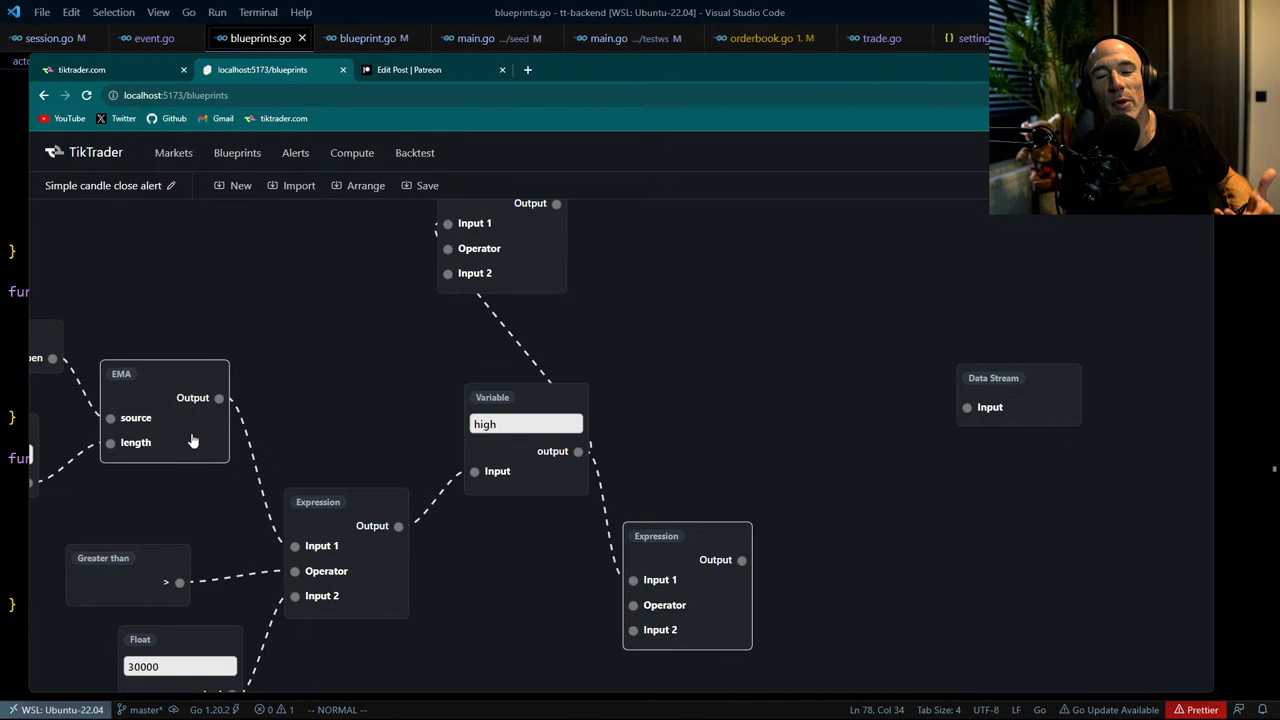 File Edit Selection View Go Run Terminal Help
blueprints.go - tt-backend [WSL: Ubuntu-22.04] - Visual Studio Code
session.go M event.go blueprints.go blueprint.go M main.go .../seed M main.go .../testws M orderbook.go 1, M trade.go
tiktrader.com localhost:5173/blueprints Edit Post | Patreon
localhost:5173/blueprints
YouTube Twitter Github Gmail tiktrader.com
TikTrader Markets Blueprints Alerts Compute Backtest
Simple candle close alert New Import Arrange Save
Output
Input 1
Operator
Input 2
}
}
}
EMA
Output
source
length
Variable
high
output
Input
Data Stream
Input
Expression
Output
Input 1
Operator
Input 2
Greater than
>
Float
30000
Expression
Output
Input 1
Operator
Input 2
WSL: Ubuntu-22.04 master* Go 1.20.2 0 1 -- NORMAL -- Ln 78, Col 34 Tab Size: 4 UTF-8 LF Go Go Update Available Prettier